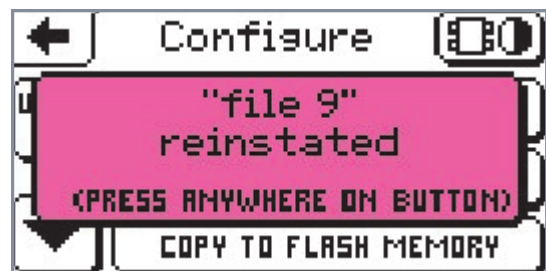 Configure
"file 9"
reinstated
(PRESS ANYWHERE ON BUTTON)
COPY TO FLASH MEMORY